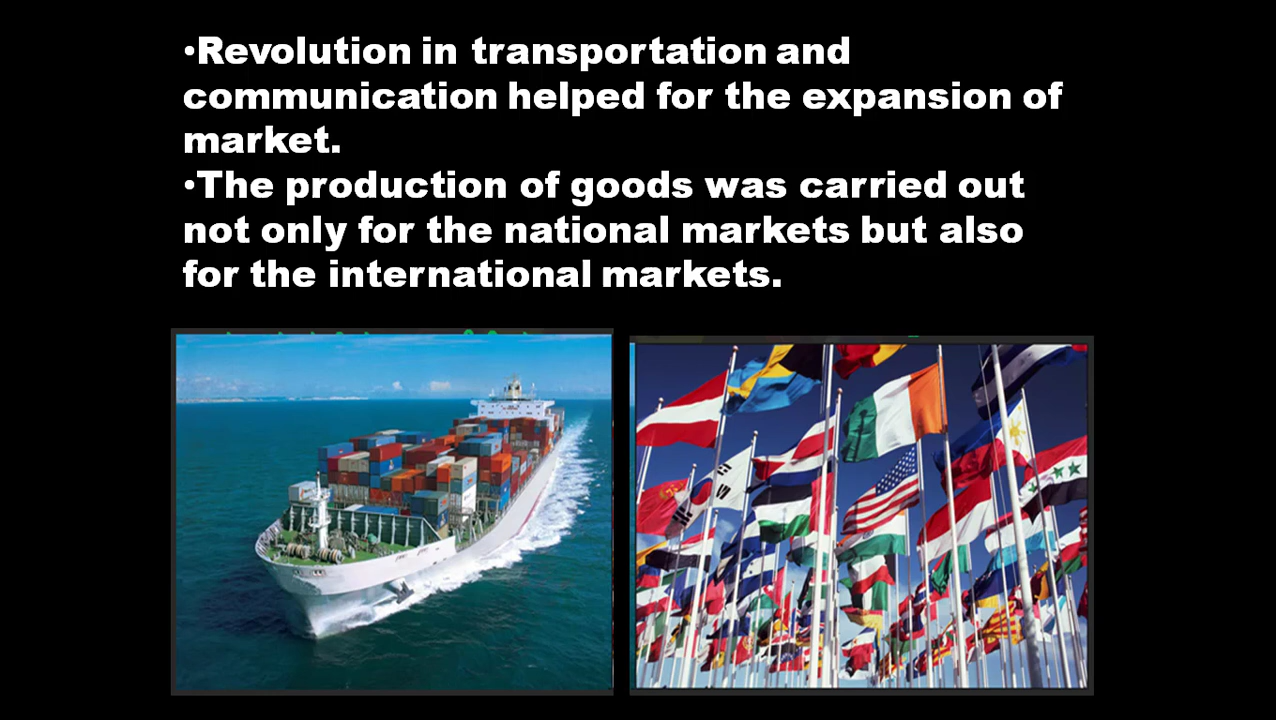 •Revolution in transportation and
communication helped for the expansion of
market.
•The production of goods was carried out
not only for the national markets but also
for the international markets.